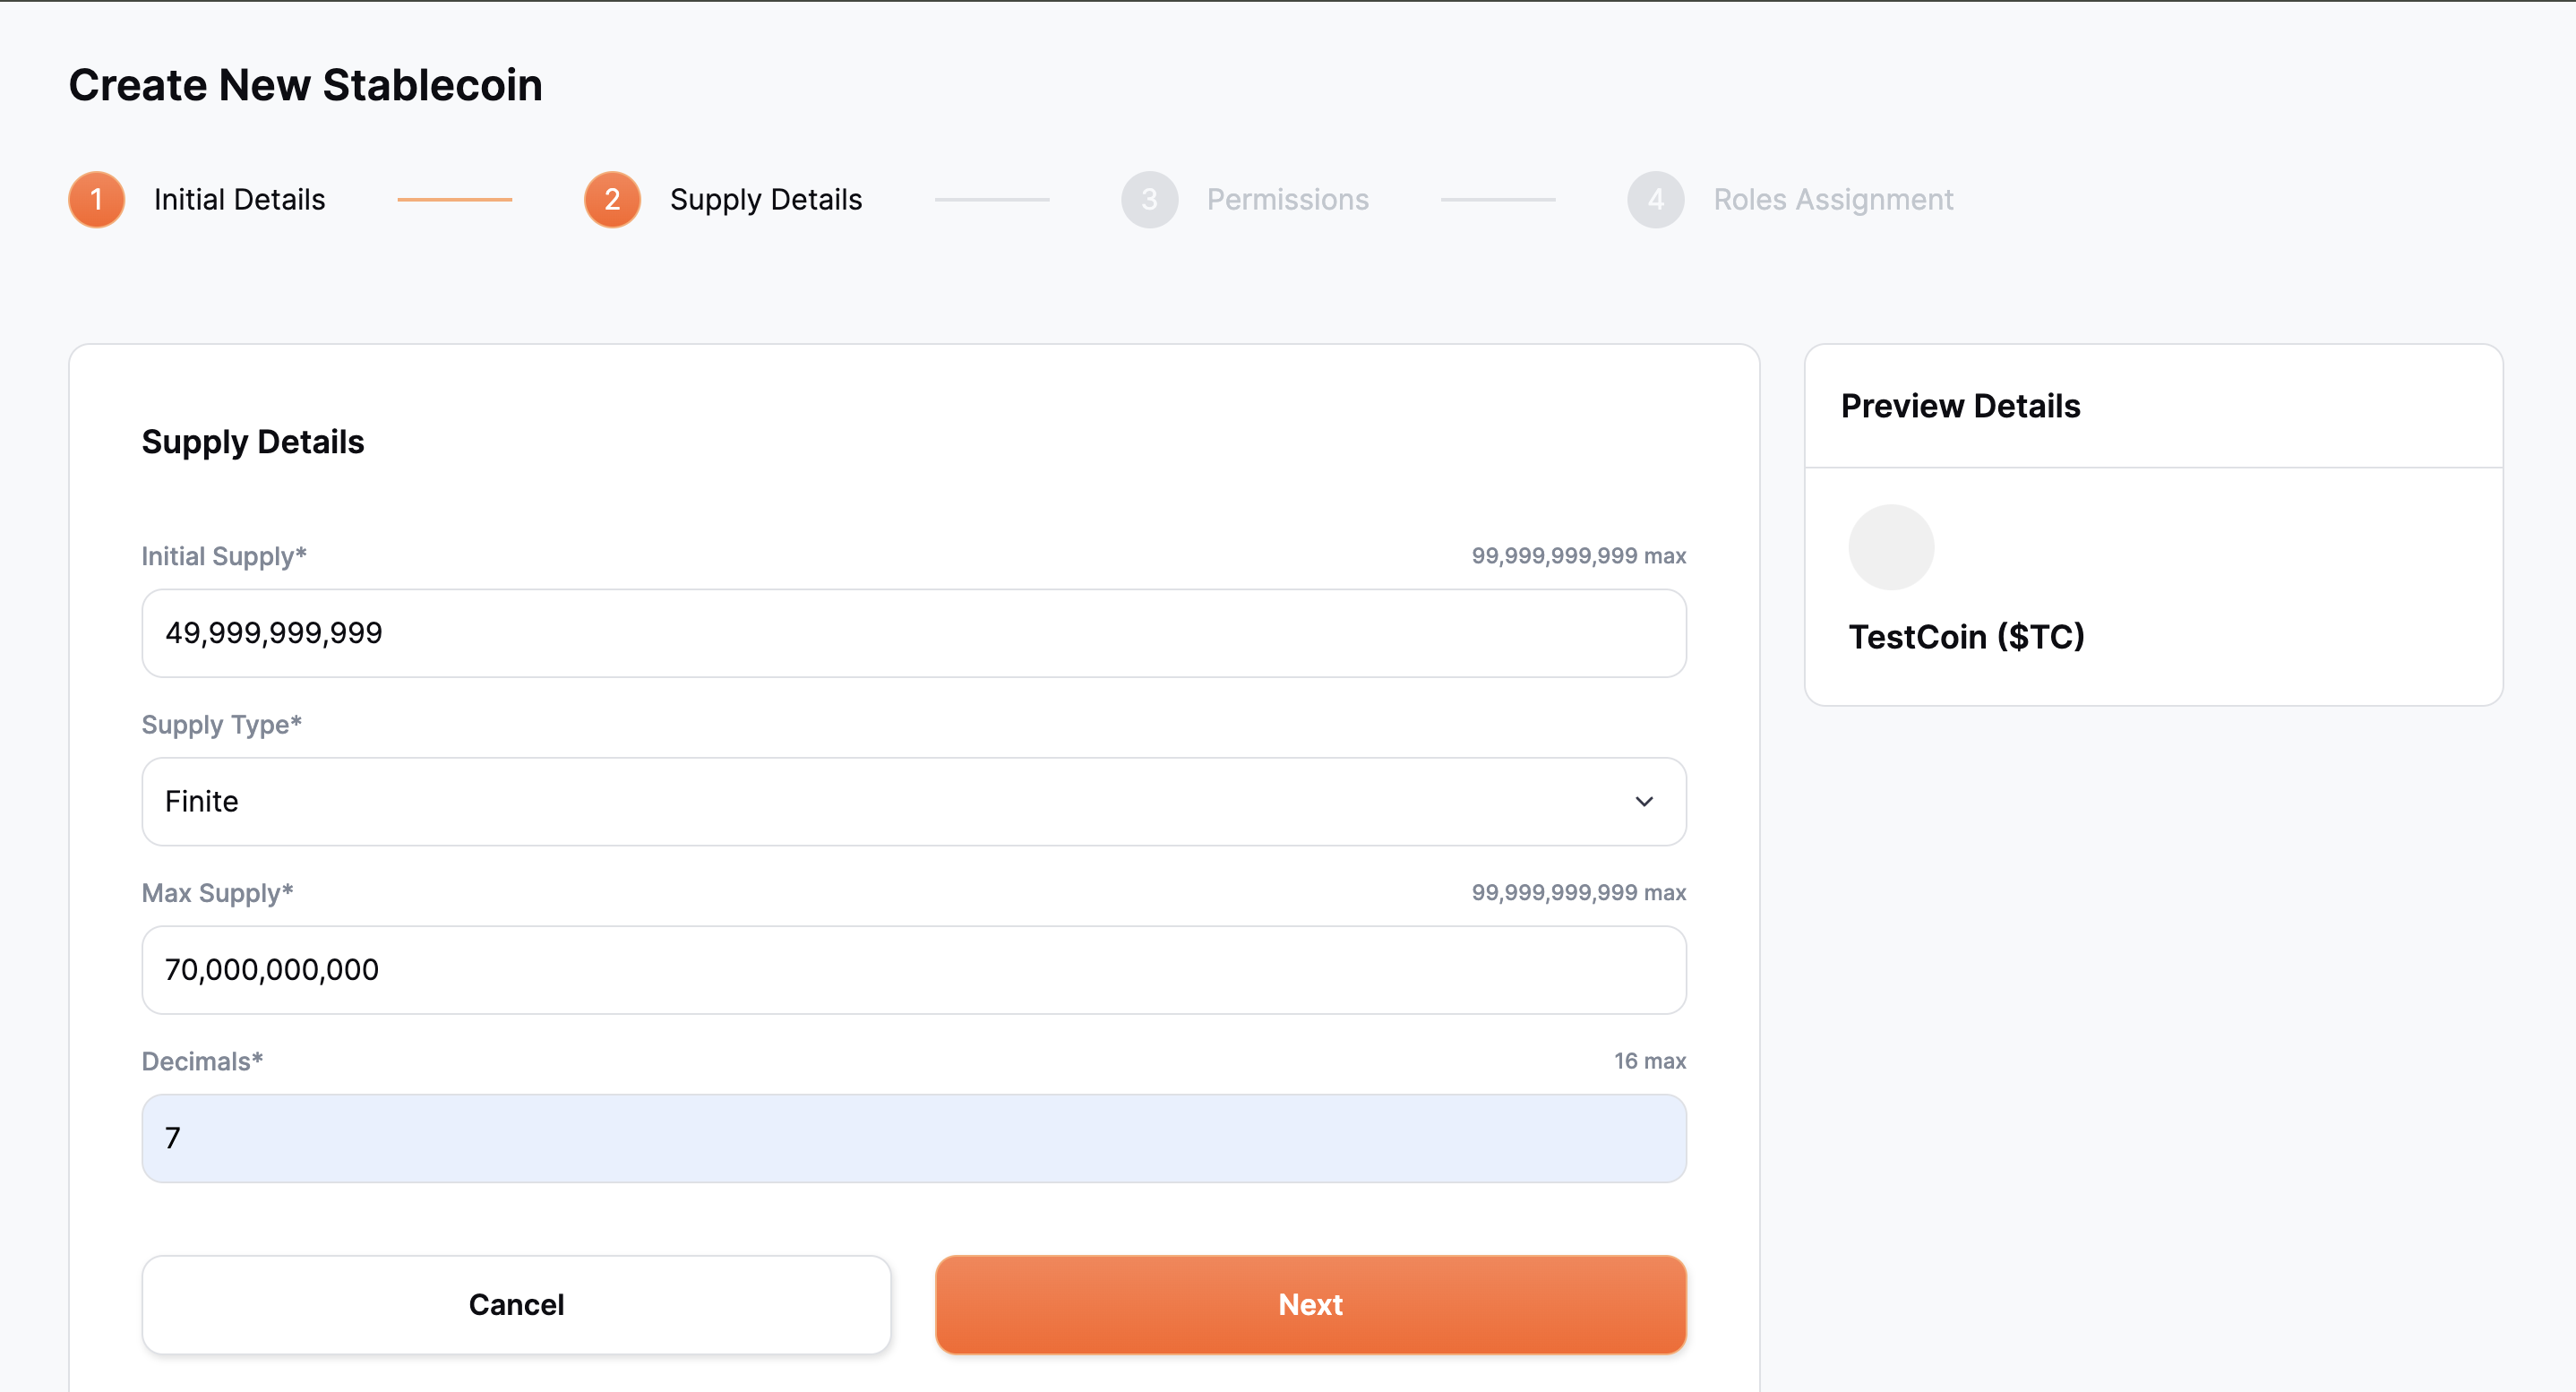 Create New Stablecoin
1 Initial Details 2 Supply Details 3 Permissions 4 Roles Assignment
Supply Details
Initial Supply* 99,999,999,999 max
49,999,999,999
Supply Type*
Finite
Max Supply* 99,999,999,999 max
70,000,000,000
Decimals* 16 max
7
Cancel Next
Preview Details
TestCoin ($TC)